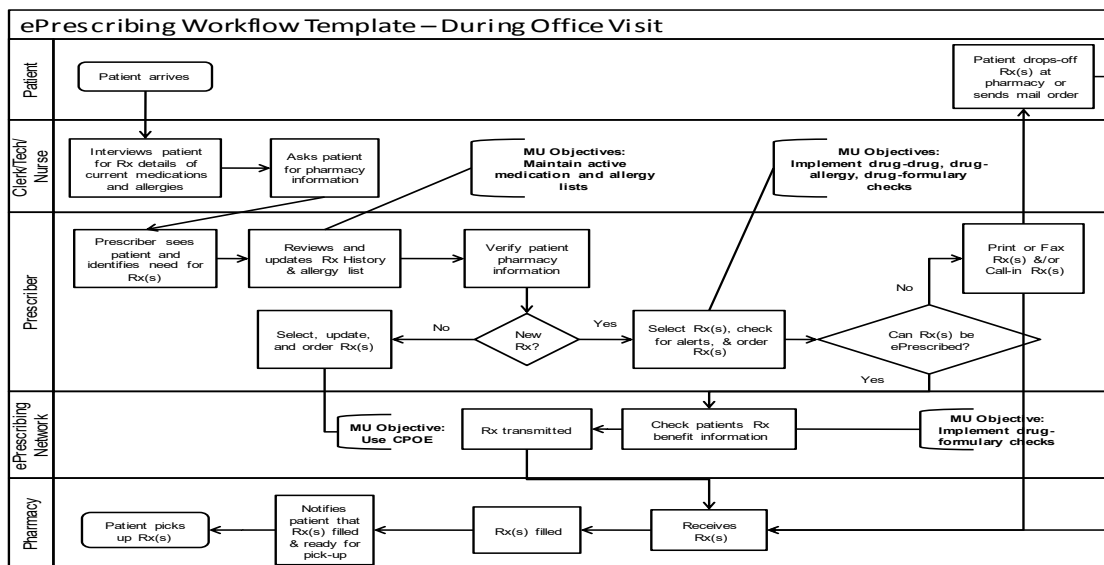 ePrescribing Workflow Template – During Office Visit
Patient
Patient arrives
Patient drops-off
Rx(s) at
pharmacy or
sends mail order
Clerk/Tech/
Nurse
Interviews patient
for Rx details of
current medications
and allergies
Asks patient
for pharmacy
information
MU Objectives:
Maintain active
medication and allergy
lists
MU Objectives:
Implement drug-drug, drug-
allergy, drug-formulary
checks
Prescriber
Prescriber sees
patient and
identifies need for
Rx(s)
Reviews and
updates Rx History
& allergy list
Verify patient
pharmacy
information
Print or Fax
Rx(s) &/or
Call-in Rx(s)
Select, update,
and order Rx(s)
No
New
Rx?
Yes
Select Rx(s), check
for alerts, & order
Rx(s)
No
Can Rx(s) be
ePrescribed?
Yes
ePrescribing
Network
MU Objective:
Use CPOE
Rx transmitted
Check patients Rx
benefit information
MU Objective:
Implement drug-
formulary checks
Pharmacy
Patient picks
up Rx(s)
Notifies
patient that
Rx(s) filled
& ready for
pick-up
Rx(s) filled
Receives
Rx(s)